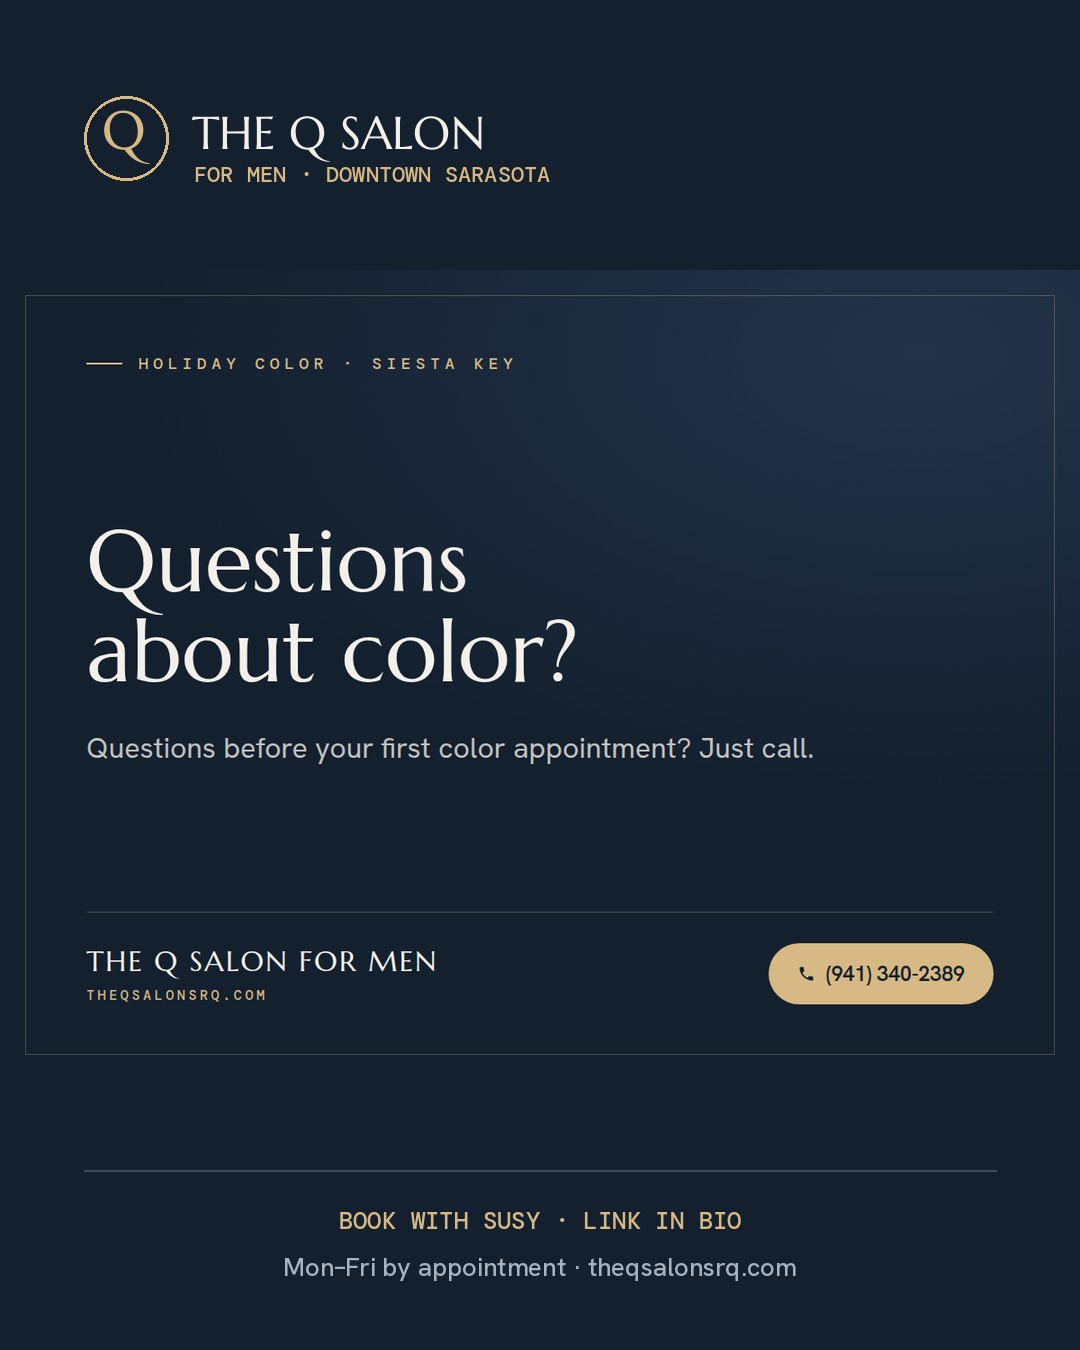 Q
THE Q SALON
FOR MEN · DOWNTOWN SARASOTA
HOLIDAY COLOR · SIESTA KEY
Questions
about color?
Questions before your first color appointment? Just call.
THE Q SALON FOR MEN
THEQSALONSRQ.COM
(941) 340-2389
BOOK WITH SUSY · LINK IN BIO
Mon–Fri by appointment · theqsalonsrq.com